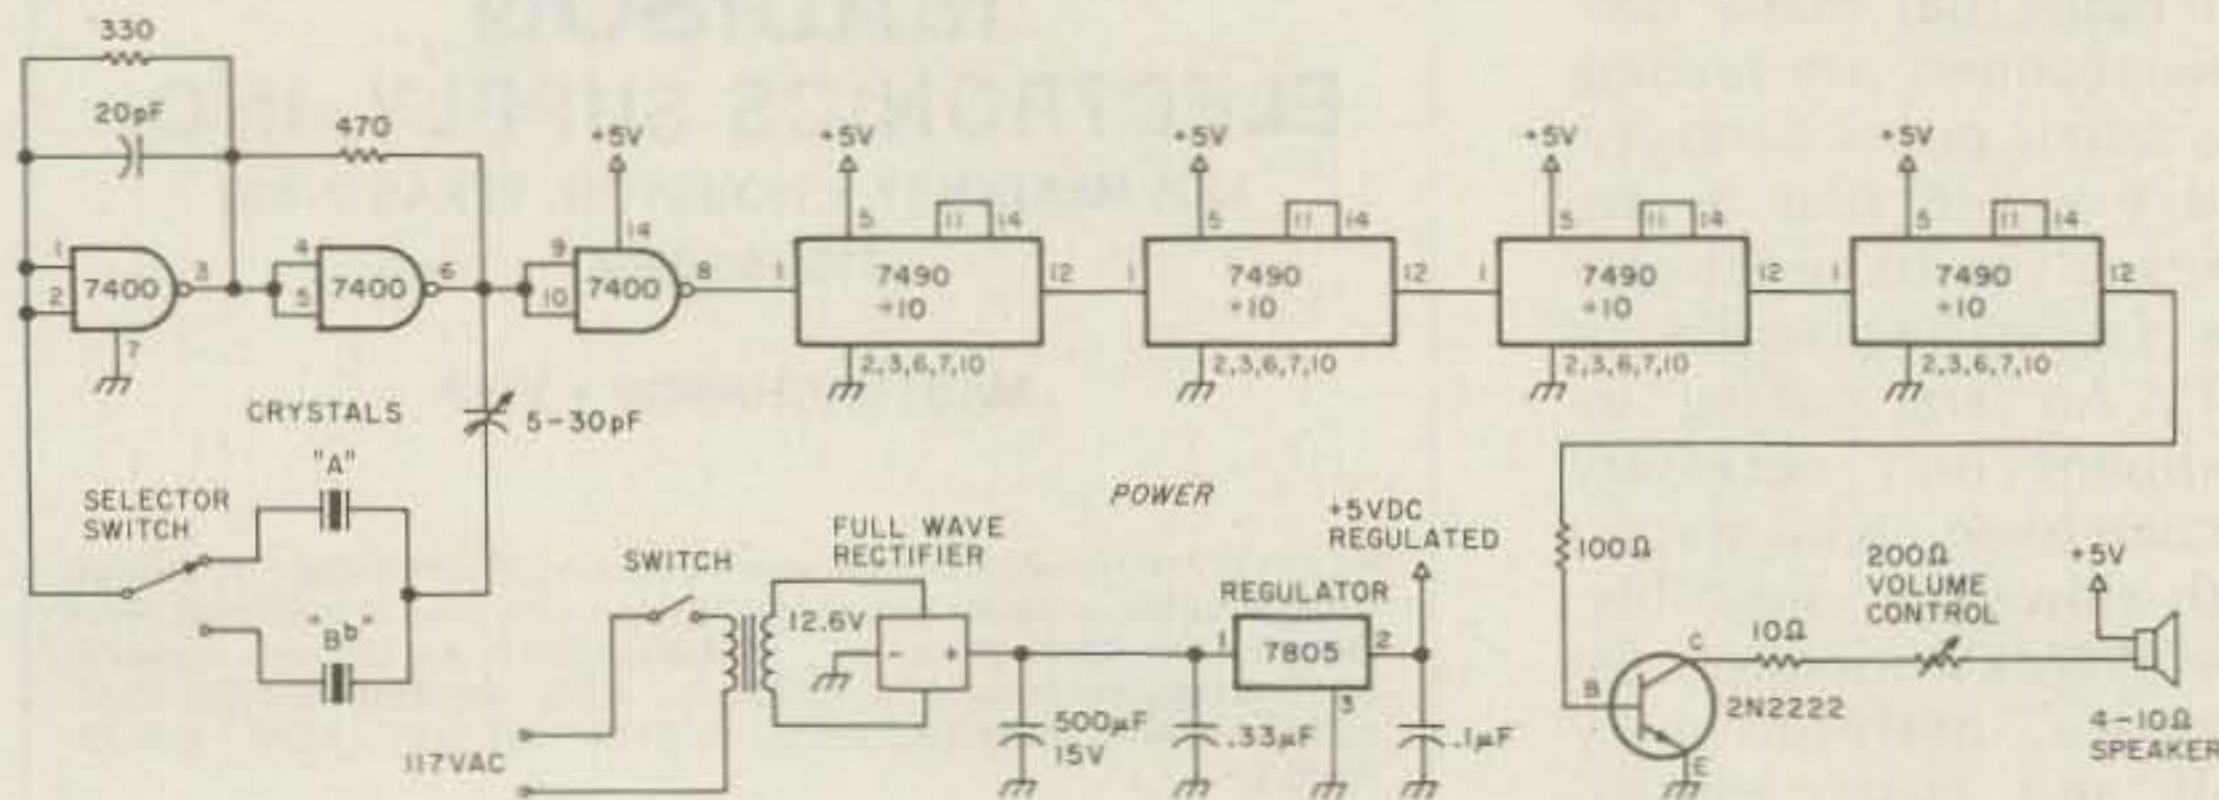 330
20pF
470
+5V
+5V
+5V
+5V
+5V
1
2
7400
3
7
4
5
7400
6
9
10
7400
14
8
1
5
11
14
7490
÷10
12
2,3,6,7,10
1
5
11
14
7490
÷10
12
2,3,6,7,10
1
5
11
14
7490
÷10
12
2,3,6,7,10
1
5
11
14
7490
÷10
12
2,3,6,7,10
CRYSTALS
5-30pF
"A"
SELECTOR
SWITCH
"Bb"
POWER
SWITCH
FULL WAVE
RECTIFIER
12.6V
-
+
117VAC
500µF
15V
.33µF
REGULATOR
1
7805
2
3
+5VDC
REGULATED
.1µF
100Ω
B
C
E
2N2222
10Ω
200Ω
VOLUME
CONTROL
+5V
4-10Ω
SPEAKER